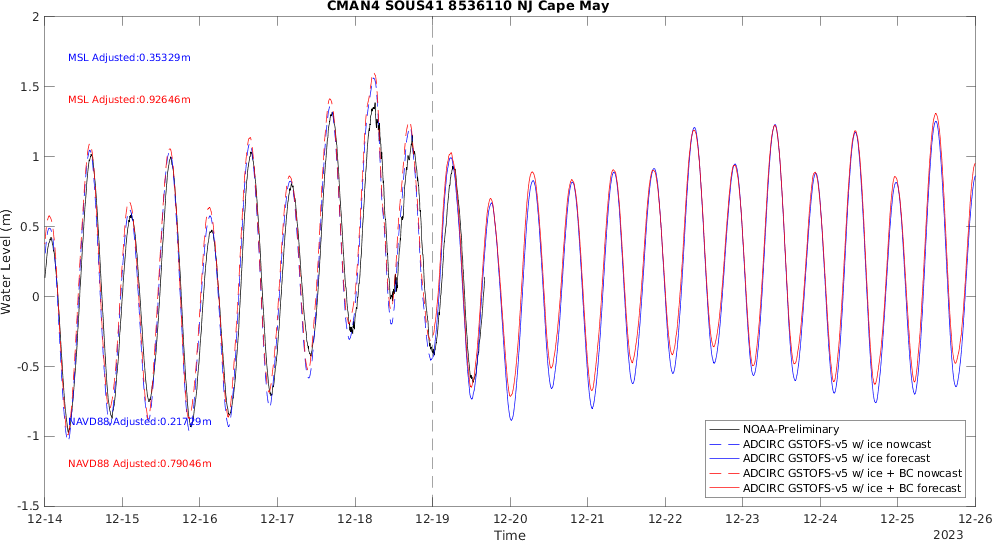 CMAN4 SOUS41 8536110 NJ Cape May
2
1.5
1
0.5
0
-0.5
-1
-1.5
Water Level (m)
MSL Adjusted:0.35329m
MSL Adjusted:0.92646m
NAVD88 Adjusted:0.21729m
NAVD88 Adjusted:0.79046m
NOAA-Preliminary
ADCIRC GSTOFS-v5 w/ ice nowcast
ADCIRC GSTOFS-v5 w/ ice forecast
ADCIRC GSTOFS-v5 w/ ice + BC nowcast
ADCIRC GSTOFS-v5 w/ ice + BC forecast
12-14 12-15 12-16 12-17 12-18 12-19 12-20 12-21 12-22 12-23 12-24 12-25 12-26
Time
2023